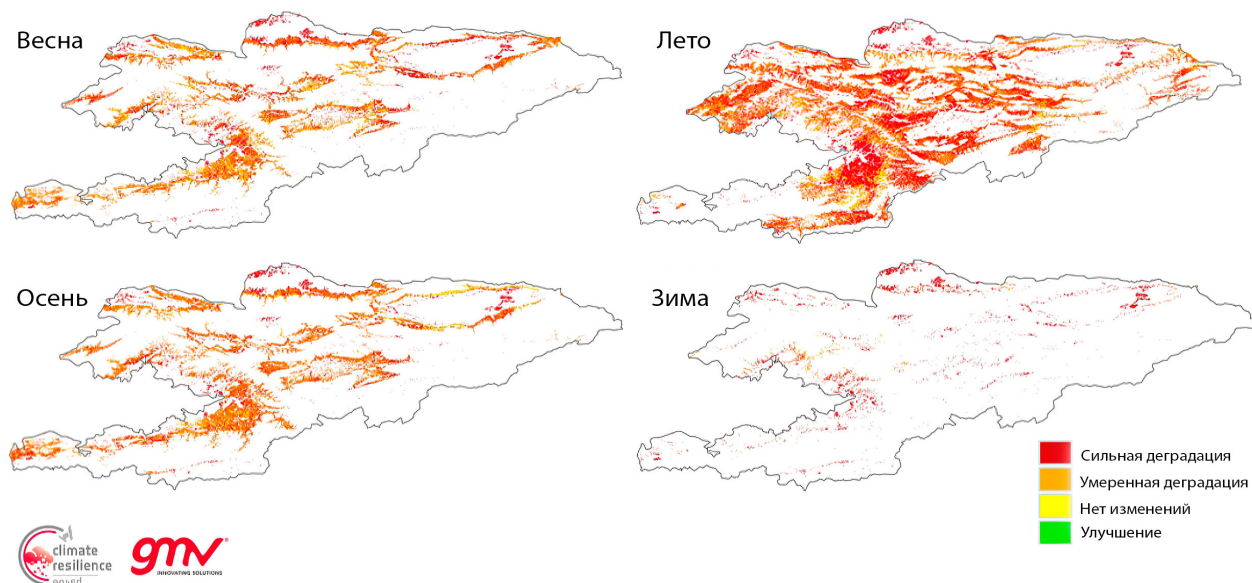 Весна
Лето
Осень
Зима
Сильная деградация
Умеренная деградация
Нет изменений
Улучшение
climate
resilience
gmv
INNOVATING SOLUTIONS